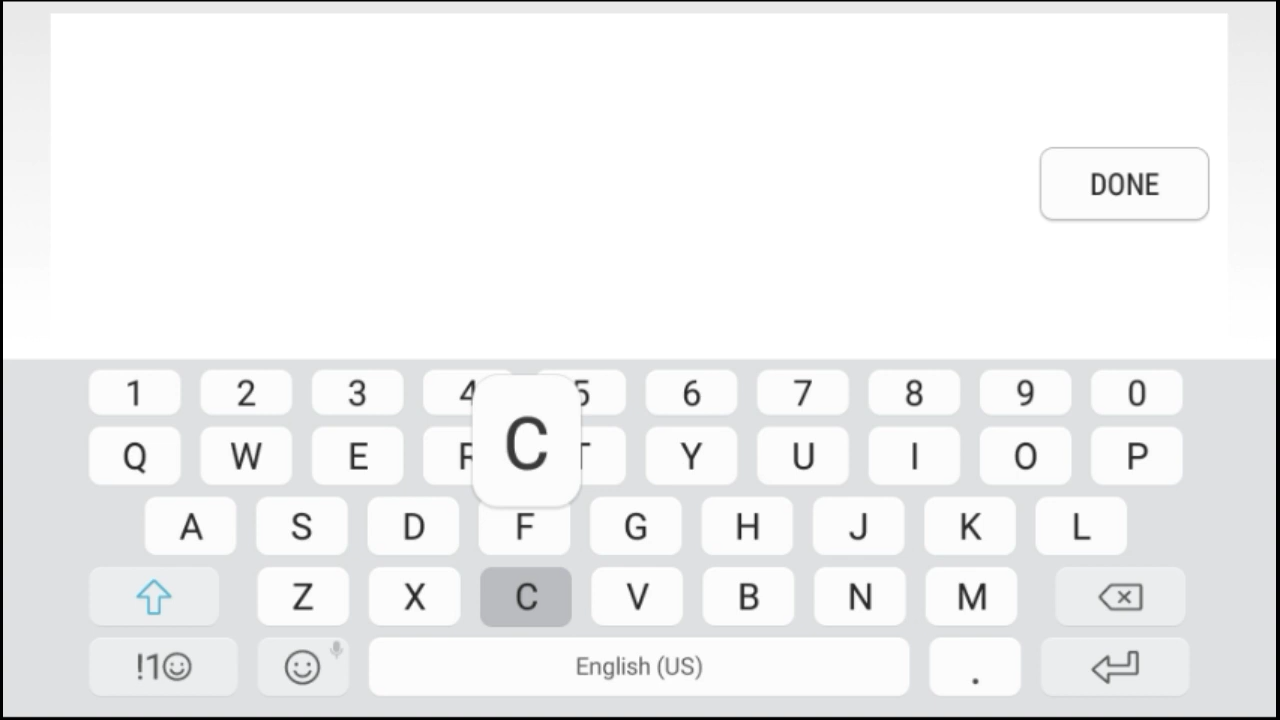 DONE
1 2 3 4 5 6 7 8 9 0
C
Q W E R T Y U I O P
A S D F G H J K L
Z X C V B N M
!1☺ English (US) .